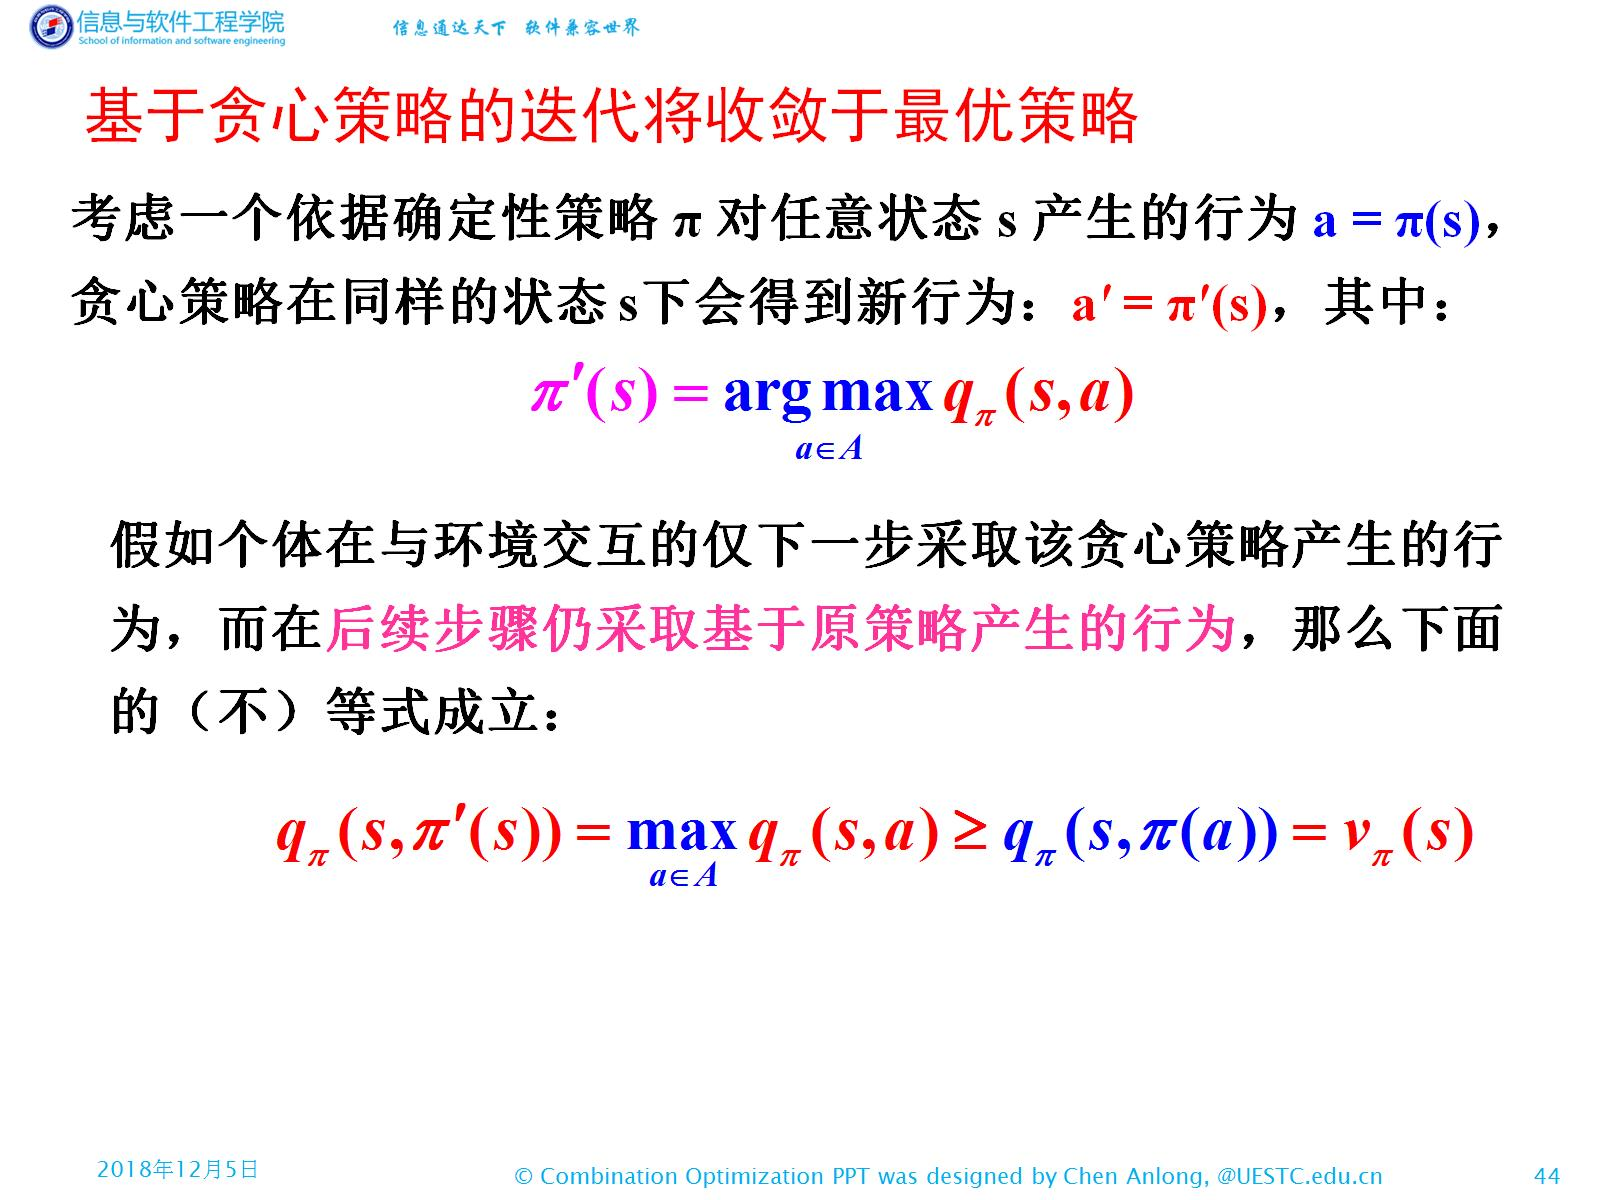 信息与软件工程学院
School of information and software engineering
信息通达天下 软件兼容世界
基于贪心策略的迭代将收敛于最优策略
考虑一个依据确定性策略 π 对任意状态 s 产生的行为 a = π(s)，
贪心策略在同样的状态 s下会得到新行为：a′ = π′(s)，其中：
π′(s) = arg max qπ (s,a)
a∈A
假如个体在与环境交互的仅下一步采取该贪心策略产生的行
为，而在后续步骤仍采取基于原策略产生的行为，那么下面
的（不）等式成立：
qπ (s,π′(s)) = max qπ (s,a) ≥ qπ (s,π(a)) = vπ (s)
a∈A
2018年12月5日
© Combination Optimization PPT was designed by Chen Anlong, @UESTC.edu.cn
44